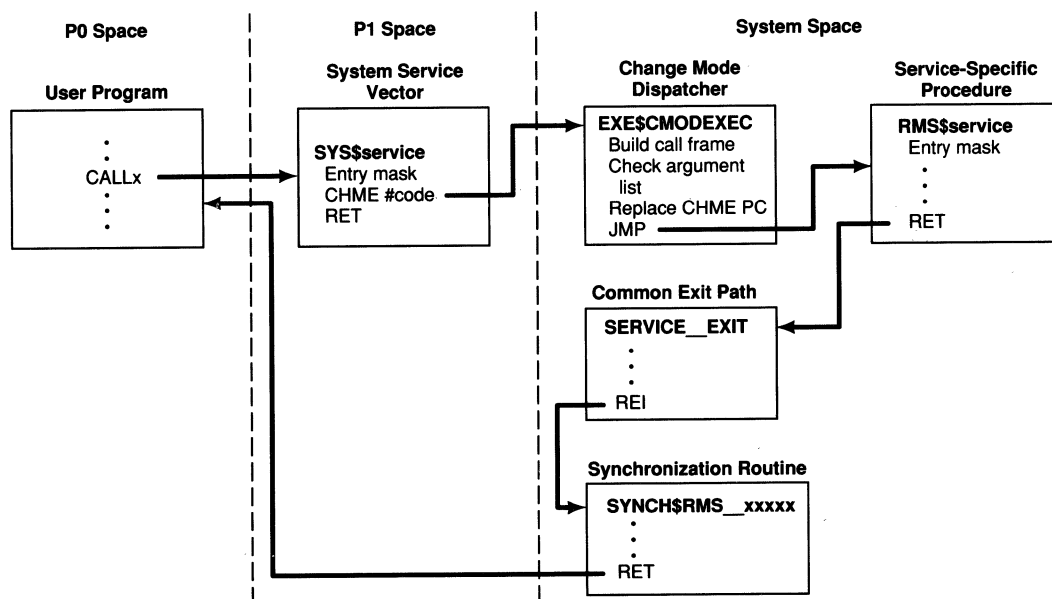 P0 Space
P1 Space
System Space
User Program
CALLx
System Service
Vector
SYS$service
Entry mask
CHME #code
RET
Change Mode
Dispatcher
EXE$CMODEXEC
Build call frame
Check argument
list
Replace CHME PC
JMP
Service-Specific
Procedure
RMS$service
Entry mask
RET
Common Exit Path
SERVICE__EXIT
REI
Synchronization Routine
SYNCH$RMS__xxxxx
RET